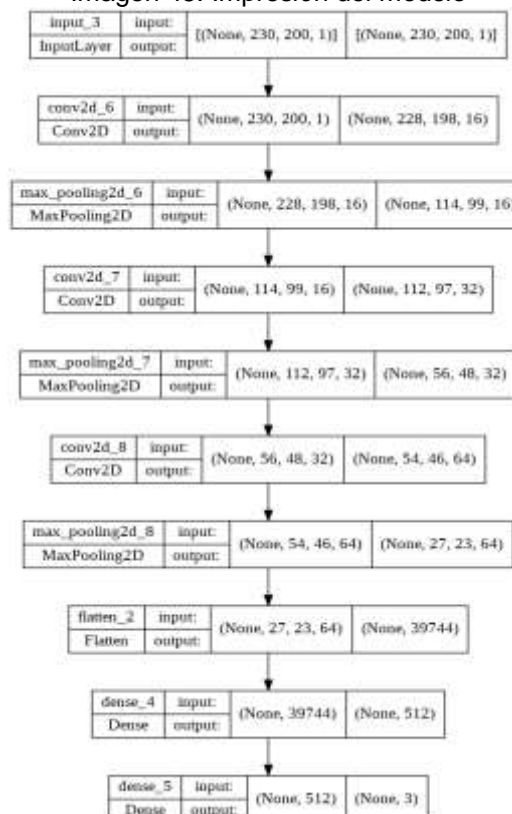 Imagen 48. Impresión del modelo
input_3 input: [(None, 230, 200, 1)] [(None, 230, 200, 1)]
InputLayer output:
conv2d_6 input: (None, 230, 200, 1) (None, 228, 198, 16)
Conv2D output:
max_pooling2d_6 input: (None, 228, 198, 16) (None, 114, 99, 16)
MaxPooling2D output:
conv2d_7 input: (None, 114, 99, 16) (None, 112, 97, 32)
Conv2D output:
max_pooling2d_7 input: (None, 112, 97, 32) (None, 56, 48, 32)
MaxPooling2D output:
conv2d_8 input: (None, 56, 48, 32) (None, 54, 46, 64)
Conv2D output:
max_pooling2d_8 input: (None, 54, 46, 64) (None, 27, 23, 64)
MaxPooling2D output:
flatten_2 input: (None, 27, 23, 64) (None, 39744)
Flatten output:
dense_4 input: (None, 39744) (None, 512)
Dense output:
dense_5 input: (None, 512) (None, 3)
Dense output: